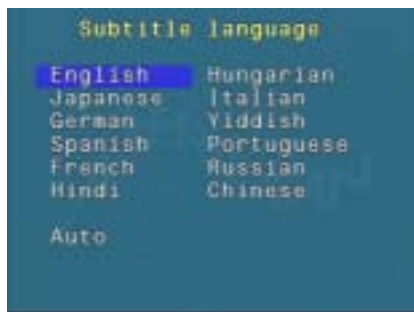 Subtitle language
English Hungarian
Japanese Italian
German Yiddish
Spanish Portuguese
French Russian
Hindi Chinese
Auto